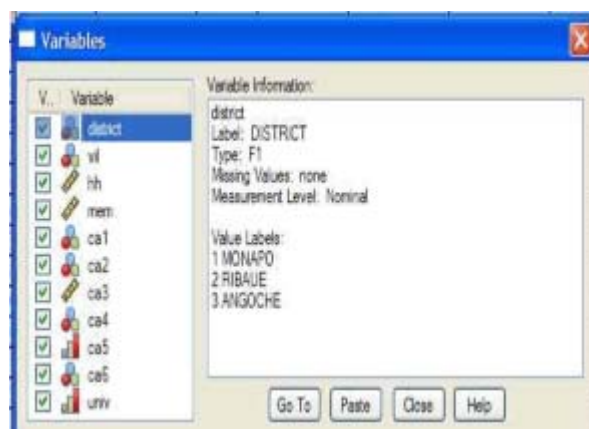 Variables
V.. Variable
district
vil
hh
mem
ca1
ca2
ca3
ca4
ca5
ca6
univ
Variable Information:
district
Label: DISTRICT
Type: F1
Missing Values: none
Measurement Level: Nominal
Value Labels:
1 MONAPO
2 RIBAUE
3 ANGOCHE
Go To Paste Close Help